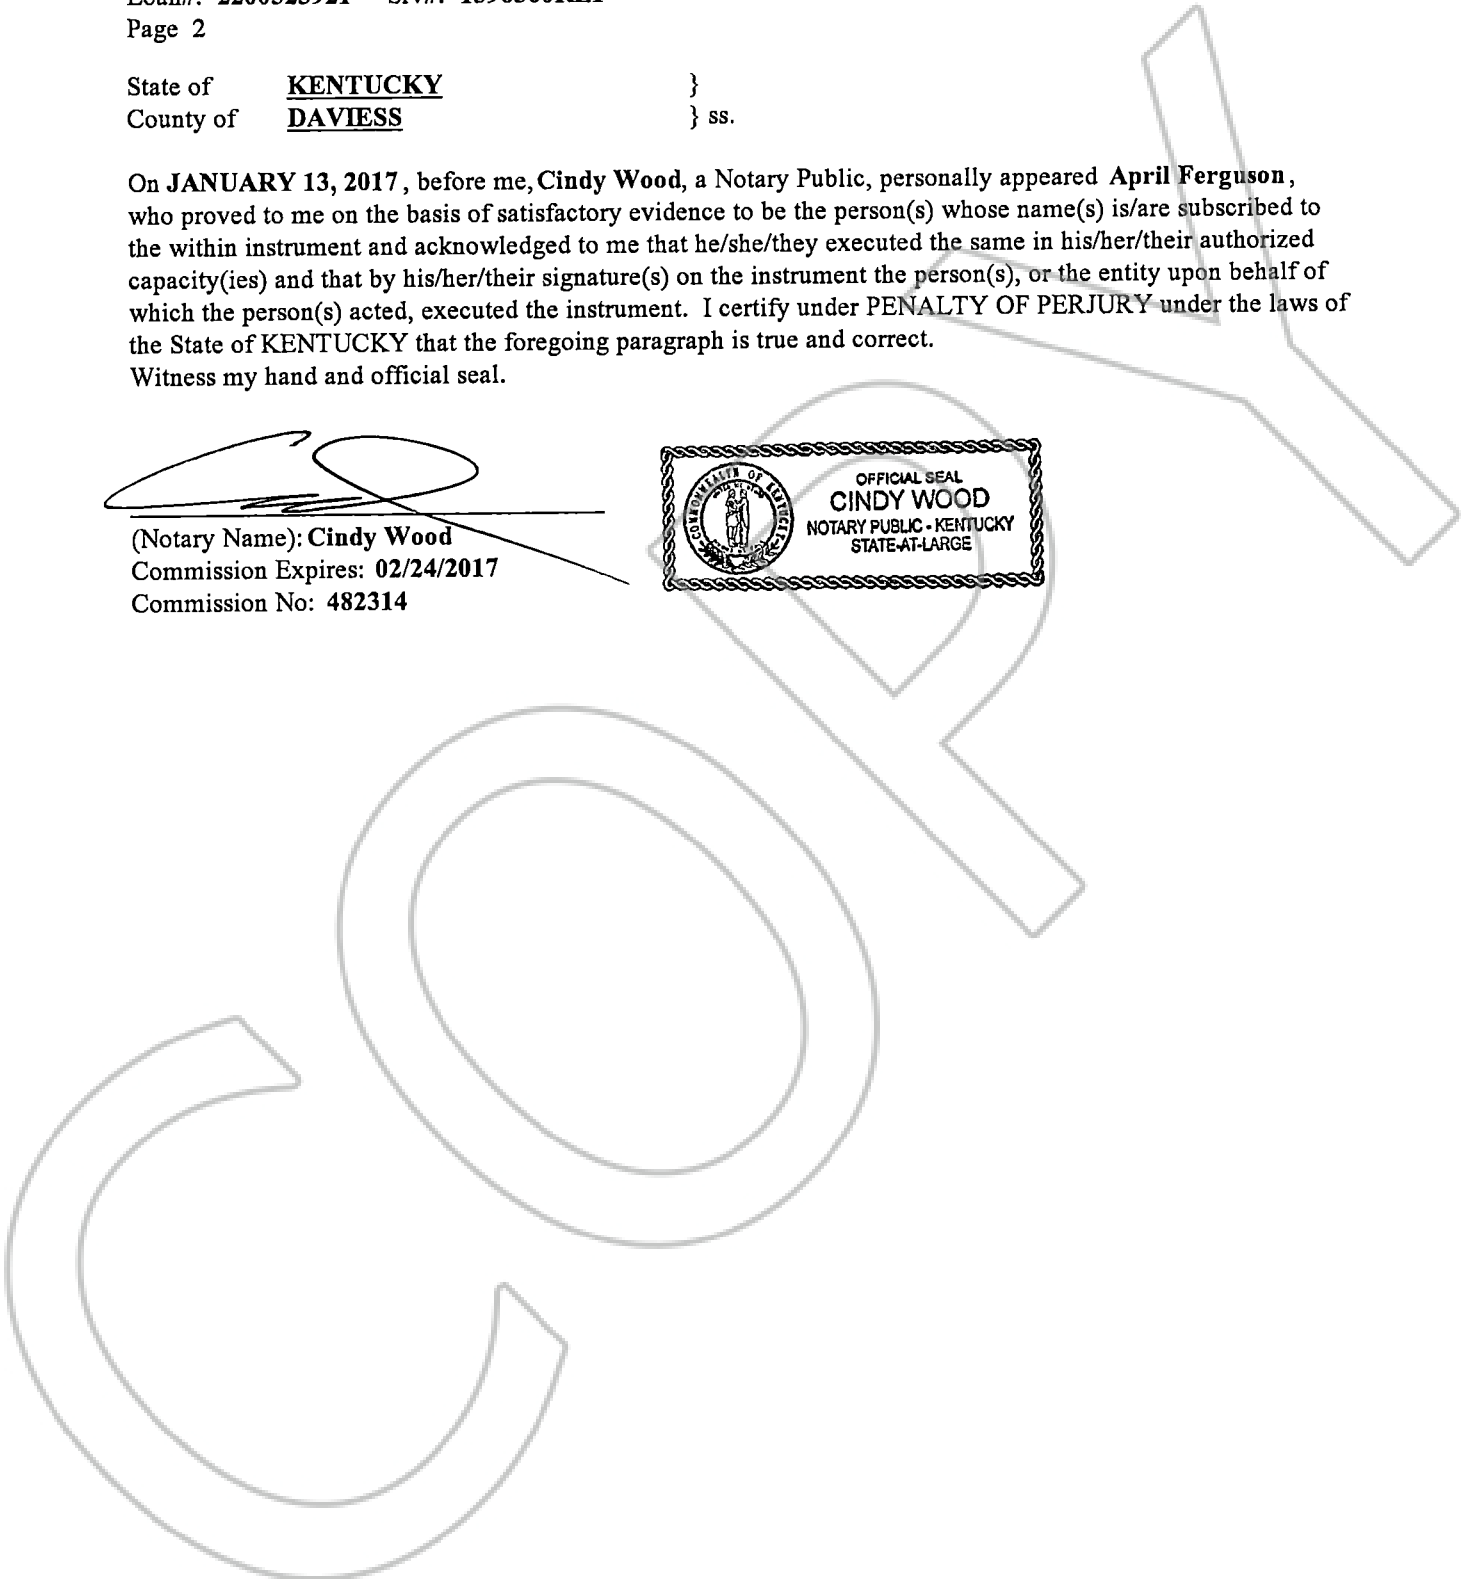 Page 2
State of KENTUCKY }
County of DAVIESS } ss.
On JANUARY 13, 2017, before me, Cindy Wood, a Notary Public, personally appeared April Ferguson,
who proved to me on the basis of satisfactory evidence to be the person(s) whose name(s) is/are subscribed to
the within instrument and acknowledged to me that he/she/they executed the same in his/her/their authorized
capacity(ies) and that by his/her/their signature(s) on the instrument the person(s), or the entity upon behalf of
which the person(s) acted, executed the instrument. I certify under PENALTY OF PERJURY under the laws of
the State of KENTUCKY that the foregoing paragraph is true and correct.
Witness my hand and official seal.
COMMONWEALTH OF KENTUCKY
OFFICIAL SEAL
CINDY WOOD
NOTARY PUBLIC - KENTUCKY
STATE-AT-LARGE
(Notary Name): Cindy Wood
Commission Expires: 02/24/2017
Commission No: 482314
COPY